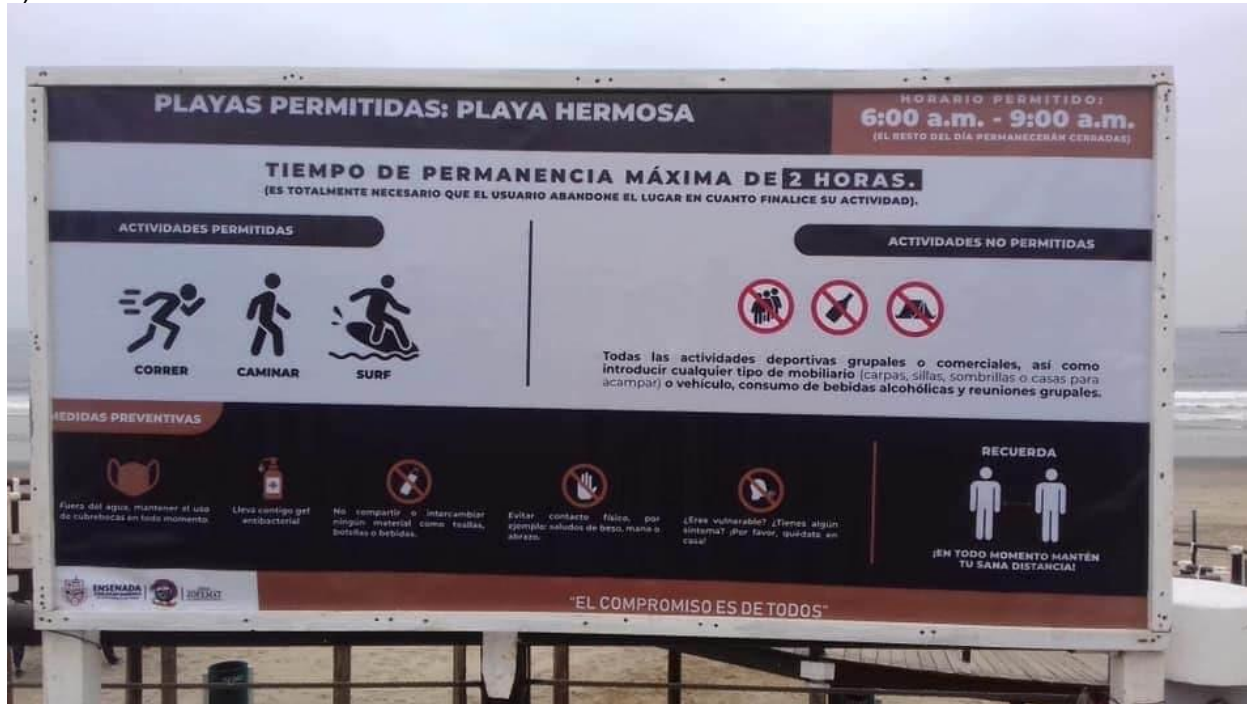 PLAYAS PERMITIDAS: PLAYA HERMOSA
HORARIO PERMITIDO:
6:00 a.m. - 9:00 a.m.
(EL RESTO DEL DÍA PERMANECERÁN CERRADAS)
TIEMPO DE PERMANENCIA MÁXIMA DE 2 HORAS.
(ES TOTALMENTE NECESARIO QUE EL USUARIO ABANDONE EL LUGAR EN CUANTO FINALICE SU ACTIVIDAD).
ACTIVIDADES PERMITIDAS
CORRER
CAMINAR
SURF
ACTIVIDADES NO PERMITIDAS
Todas las actividades deportivas grupales o comerciales, así como
introducir cualquier tipo de mobiliario (carpas, sillas, sombrillas o casas para
acampar) o vehículo, consumo de bebidas alcohólicas y reuniones grupales.
MEDIDAS PREVENTIVAS
Fuera del agua, mantener el uso
de cubrebocas en todo momento.
Lleva contigo gel
antibacterial
No compartir o intercambiar
ningún material como toallas,
botellas o bebidas.
Evitar contacto físico, por
ejemplo: saludos de beso, mano o
abrazo.
¿Eres vulnerable? ¿Tienes algún
síntoma? ¡Por favor, quédate en
casa!
RECUERDA
¡EN TODO MOMENTO MANTÉN
TU SANA DISTANCIA!
ENSENADA
ZOFEMAT
"EL COMPROMISO ES DE TODOS"